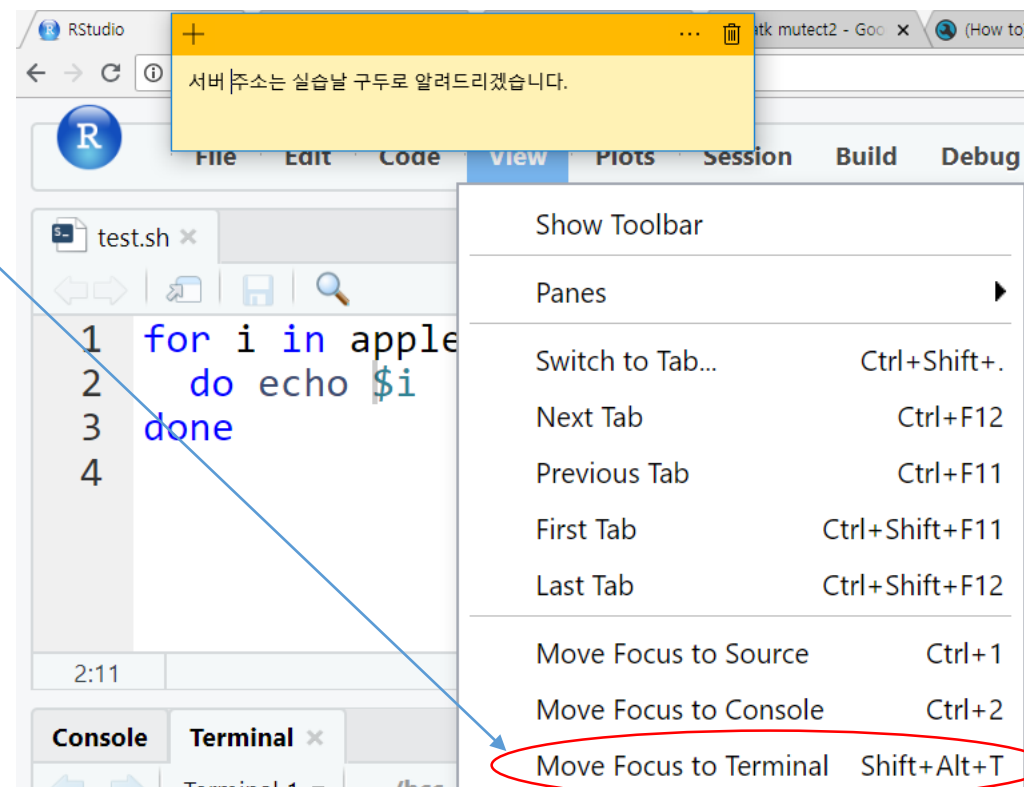 RStudio
atk mutect2 - Goo
(How to)
서버 주소는 실습날 구두로 알려드리겠습니다.
R
File Edit Code View Plots Session Build Debug
test.sh
Show Toolbar
Panes
1 for i in apple
2 do echo $i
3 done
4
Switch to Tab... Ctrl+Shift+.
Next Tab Ctrl+F12
Previous Tab Ctrl+F11
First Tab Ctrl+Shift+F11
Last Tab Ctrl+Shift+F12
Move Focus to Source Ctrl+1
2:11
Move Focus to Console Ctrl+2
Console Terminal
Move Focus to Terminal Shift+Alt+T
Terminal 1